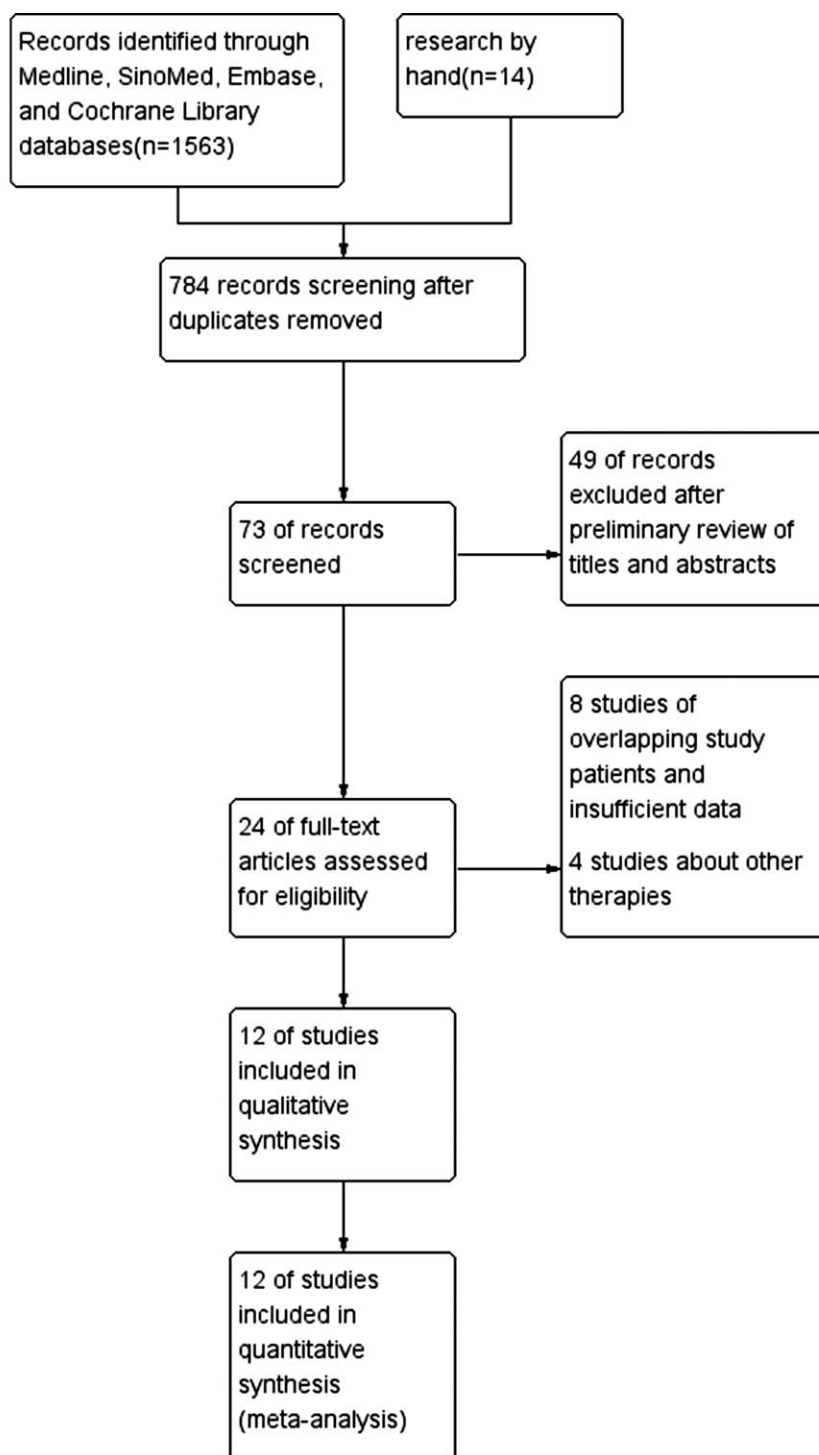 Records identified through
Medline, SinoMed, Embase,
and Cochrane Library
databases(n=1563)
research by
hand(n=14)
784 records screening after
duplicates removed
73 of records
screened
49 of records
excluded after
preliminary review of
titles and abstracts
24 of full-text
articles assessed
for eligibility
8 studies of
overlapping study
patients and
insufficient data
4 studies about other
therapies
12 of studies
included in
qualitative
synthesis
12 of studies
included in
quantitative
synthesis
(meta-analysis)